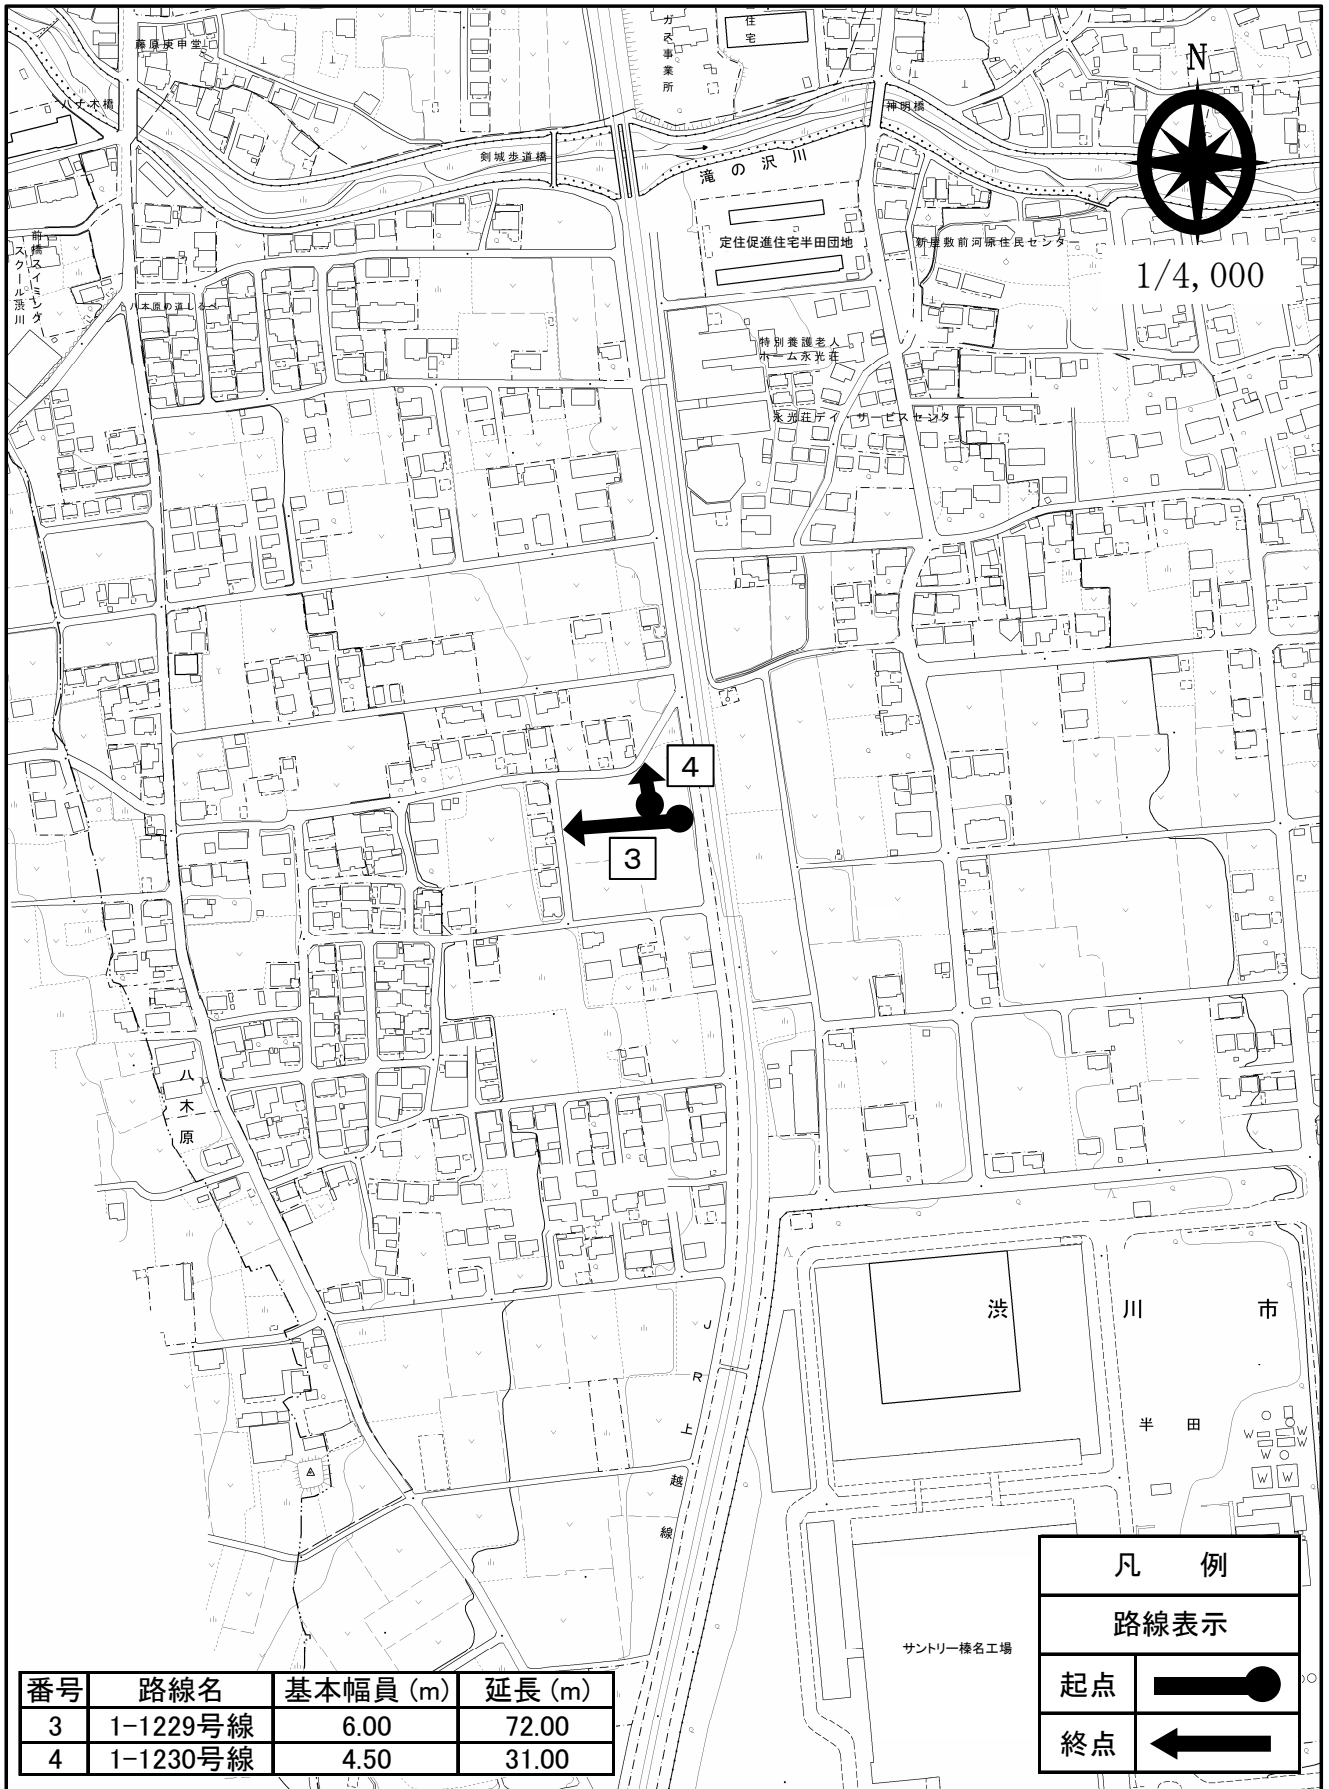 藤原庚申堂
八木橋
ガス事業所
住宅
神明橋
N
1/4,000
剣城歩道橋
滝の沢川
定住促進住宅半田団地
新屋敷前河原住民センター
前橋スイミング
スクール渋川
八木原の道しるべ
特別養護老人
ホーム永光荘
永光荘デイ・サービスセンター
4
3
八木原
渋川市
JR上越線
半田
W W
W W
W W
サントリー榛名工場
凡例
路線表示
起点
終点
番号 路線名 基本幅員(m) 延長(m)
3 1-1229号線 6.00 72.00
4 1-1230号線 4.50 31.00